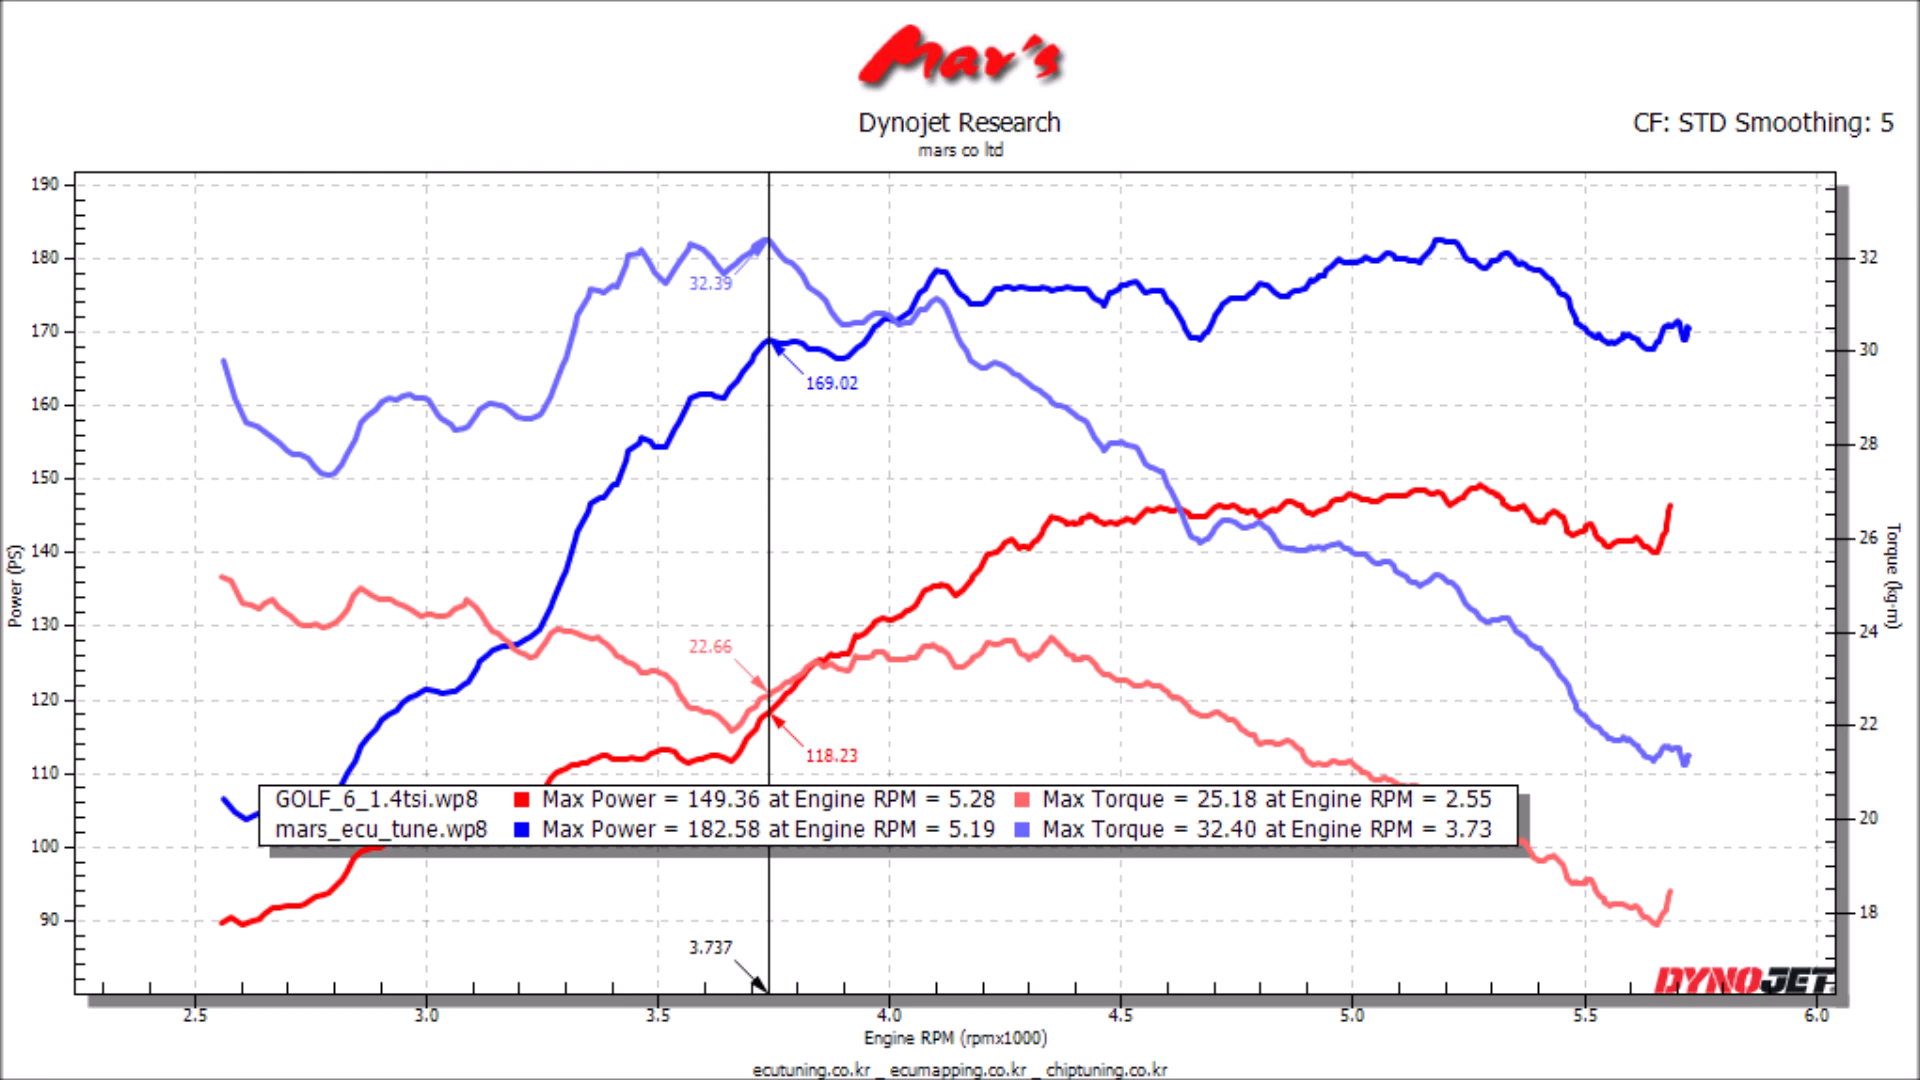 Mar's
Dynojet Research
CF: STD Smoothing: 5
mars co ltd
190
180
170
160
150
140
130
120
110
100
90
Power (PS)
32
30
28
26
24
22
20
18
Torque (kg-m)
32.39
169.02
22.66
118.23
3.737
GOLF_6_1.4tsi.wp8 Max Power = 149.36 at Engine RPM = 5.28 Max Torque = 25.18 at Engine RPM = 2.55
mars_ecu_tune.wp8 Max Power = 182.58 at Engine RPM = 5.19 Max Torque = 32.40 at Engine RPM = 3.73
DYNOJET
2.5 3.0 3.5 4.0 4.5 5.0 5.5 6.0
Engine RPM (rpmx1000)
ecutuning.co.kr _ ecumapping.co.kr _ chiptuning.co.kr